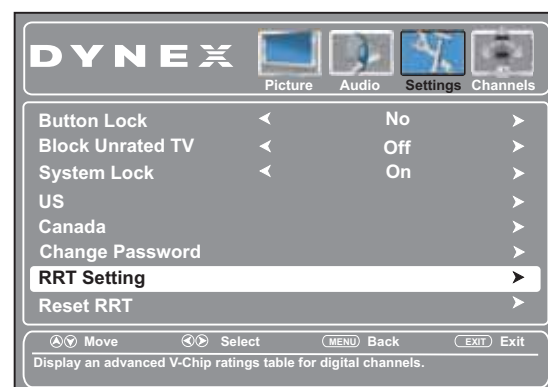 DYNEX
Picture Audio Settings Channels
Button Lock No
Block Unrated TV Off
System Lock On
US
Canada
Change Password
RRT Setting
Reset RRT
Move Select MENU Back EXIT Exit
Display an advanced V-Chip ratings table for digital channels.